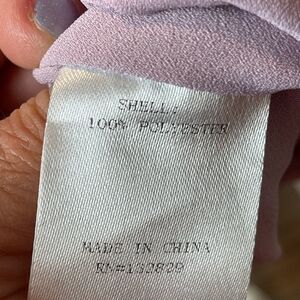 SHELL:
100% POLYESTER
MADE IN CHINA
RN#132829